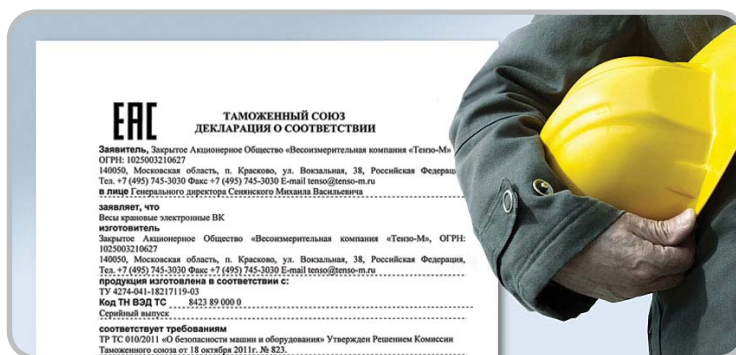 EAC
ТАМОЖЕННЫЙ СОЮЗ
ДЕКЛАРАЦИЯ О СООТВЕТСТВИИ
Заявитель, Закрытое Акционерное Общество «Весоизмерительная компания «Тензо-М»
ОГРН: 1025003210627
140050, Московская область, п. Красково, ул. Вокзальная, 38, Российская
Тел. +7 (495) 745-3030 Факс +7 (495) 745-3030 E-mail tenso@tenso-m.ru
в лице Генерального директора Сенянского Михаила Васильевича
заявляет, что
Весы крановые электронные ВК
изготовитель
Закрытое Акционерное Общество «Весоизмерительная компания «Тензо-М», ОГРН:
1025003210627
140050, Московская область, п. Красково, ул. Вокзальная, 38, Российская Федерация,
Тел. +7 (495) 745-3030 Факс +7 (495) 745-3030 E-mail tenso@tenso-m.ru
продукция изготовлена в соответствии с:
ТУ 4274-041-18217119-03
Код ТН ВЭД ТС 8423 89 000 0
Серийный выпуск
соответствует требованиям
ТР ТС 010/2011 «О безопасности машин и оборудования» Утвержден Решением Комиссии
Таможенного союза от 18 октября 2011г. № 823.